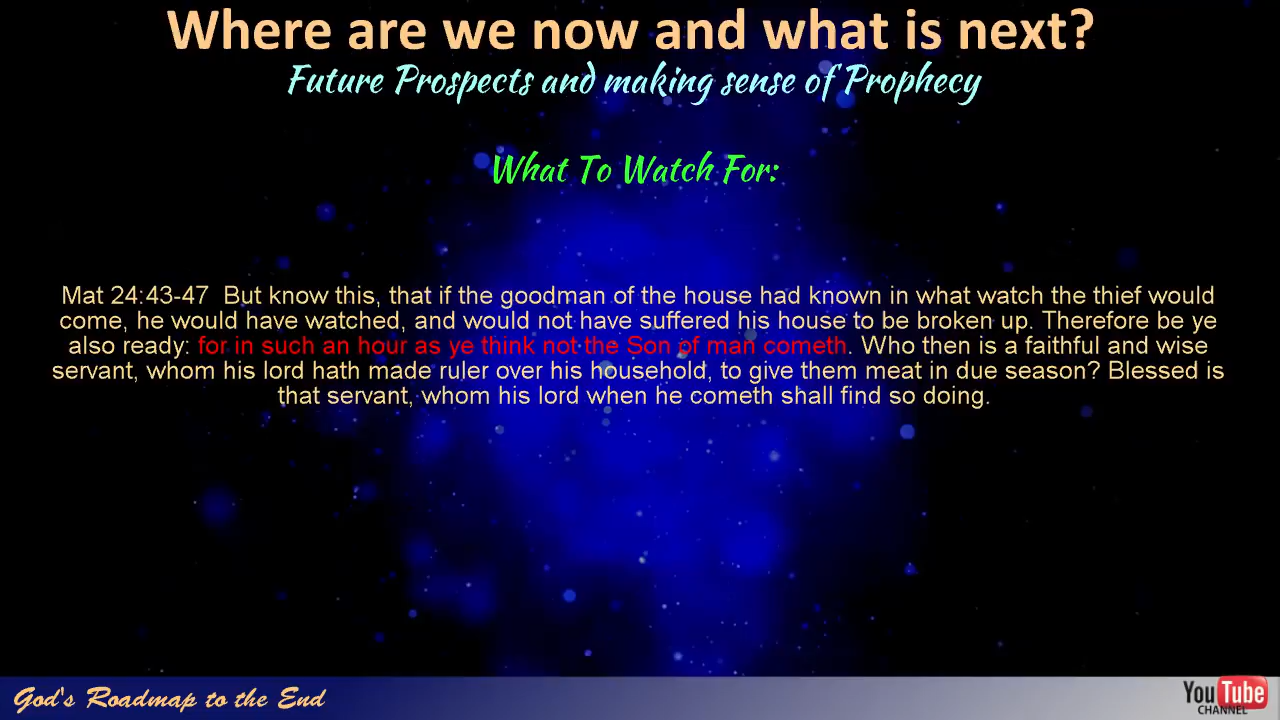 Where are we now and what is next?
Future Prospects and making sense of Prophecy
What To Watch For:
Mat 24:43-47  But know this, that if the goodman of the house had known in what watch the thief would
come, he would have watched, and would not have suffered his house to be broken up. Therefore be ye
also ready: for in such an hour as ye think not the Son of man cometh. Who then is a faithful and wise
servant, whom his lord hath made ruler over his household, to give them meat in due season? Blessed is
that servant, whom his lord when he cometh shall find so doing.
God's Roadmap to the End
YouTube
CHANNEL